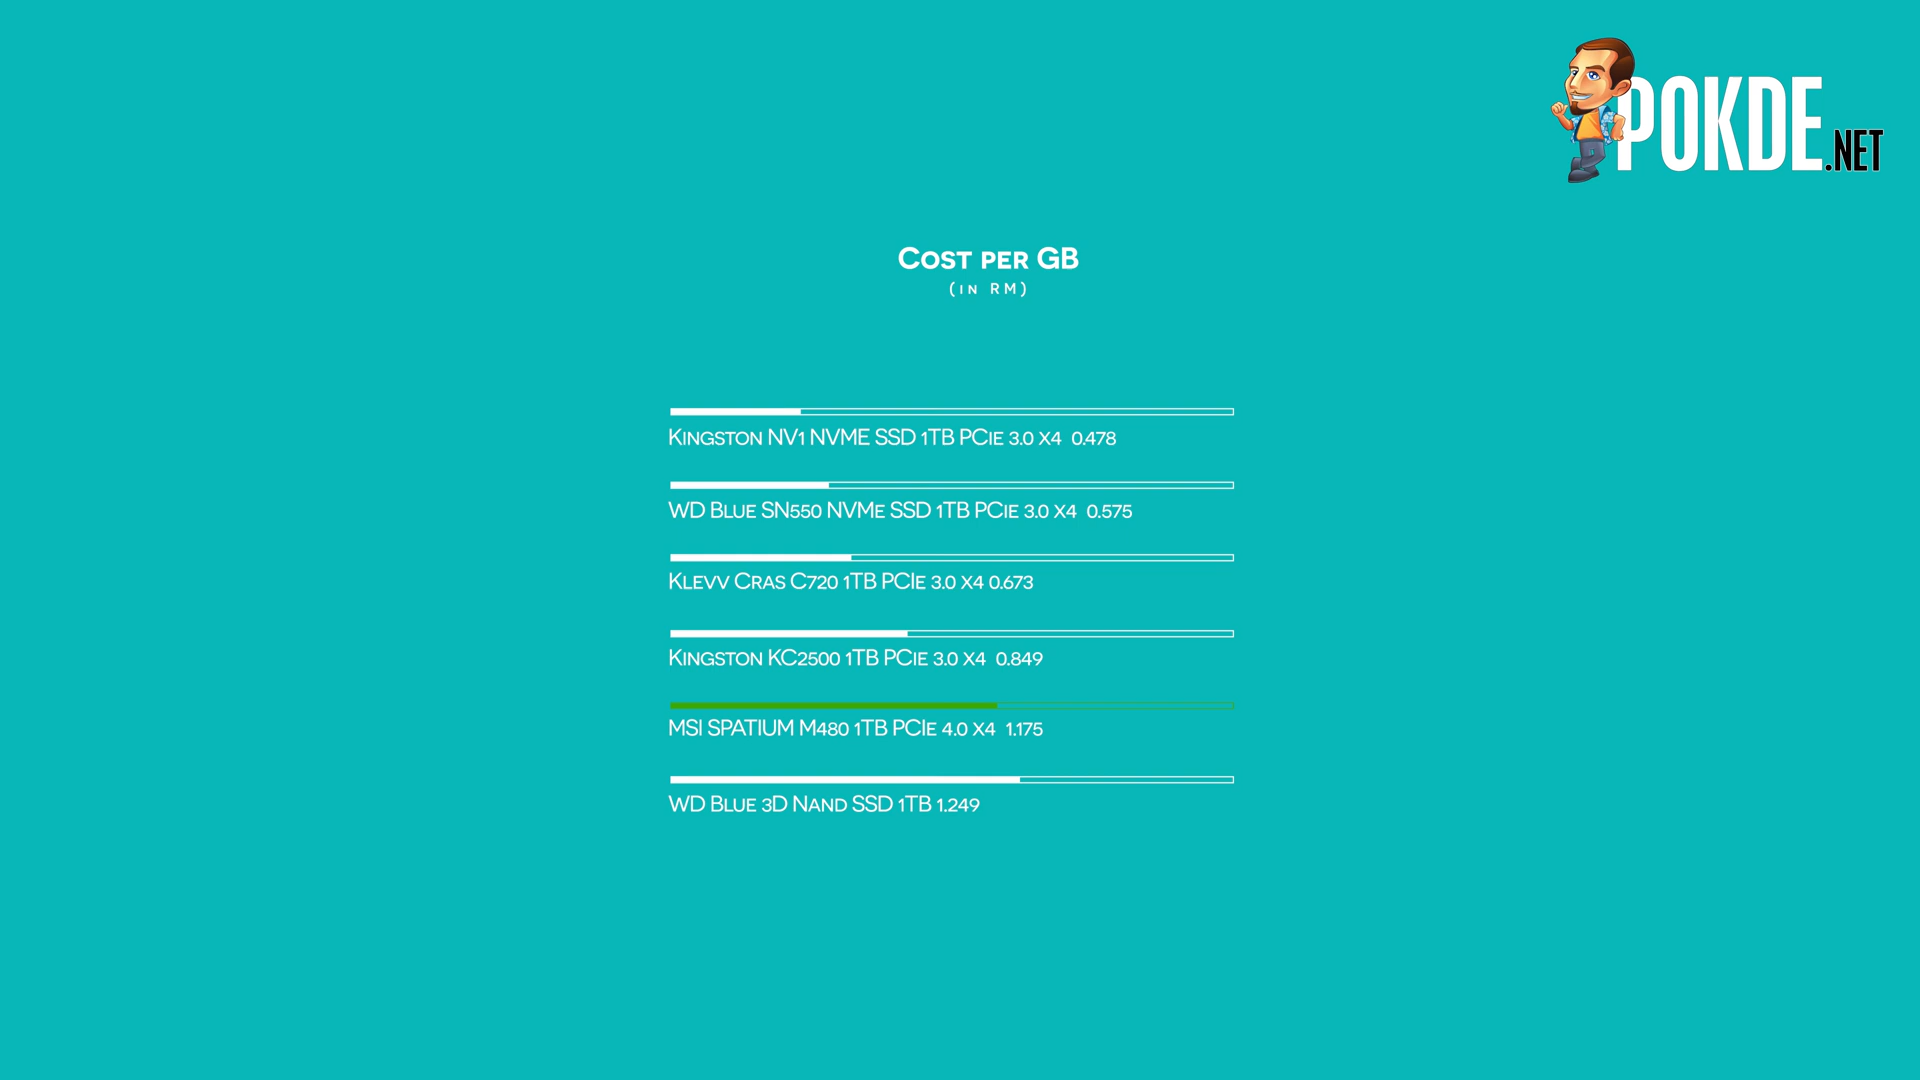 POKDE.NET
Cost per GB
(in RM)
Kingston NV1 NVME SSD 1TB PCie 3.0 X4 0.478
WD Blue SN550 NVMe SSD 1TB PCie 3.0 X4 0.575
Klevv Cras C720 1TB PCIe 3.0 X4 0.673
Kingston KC2500 1TB PCie 3.0 X4 0.849
MSI SPATIUM M480 1TB PCIe 4.0 X4 1.175
WD Blue 3D Nand SSD 1TB 1.249